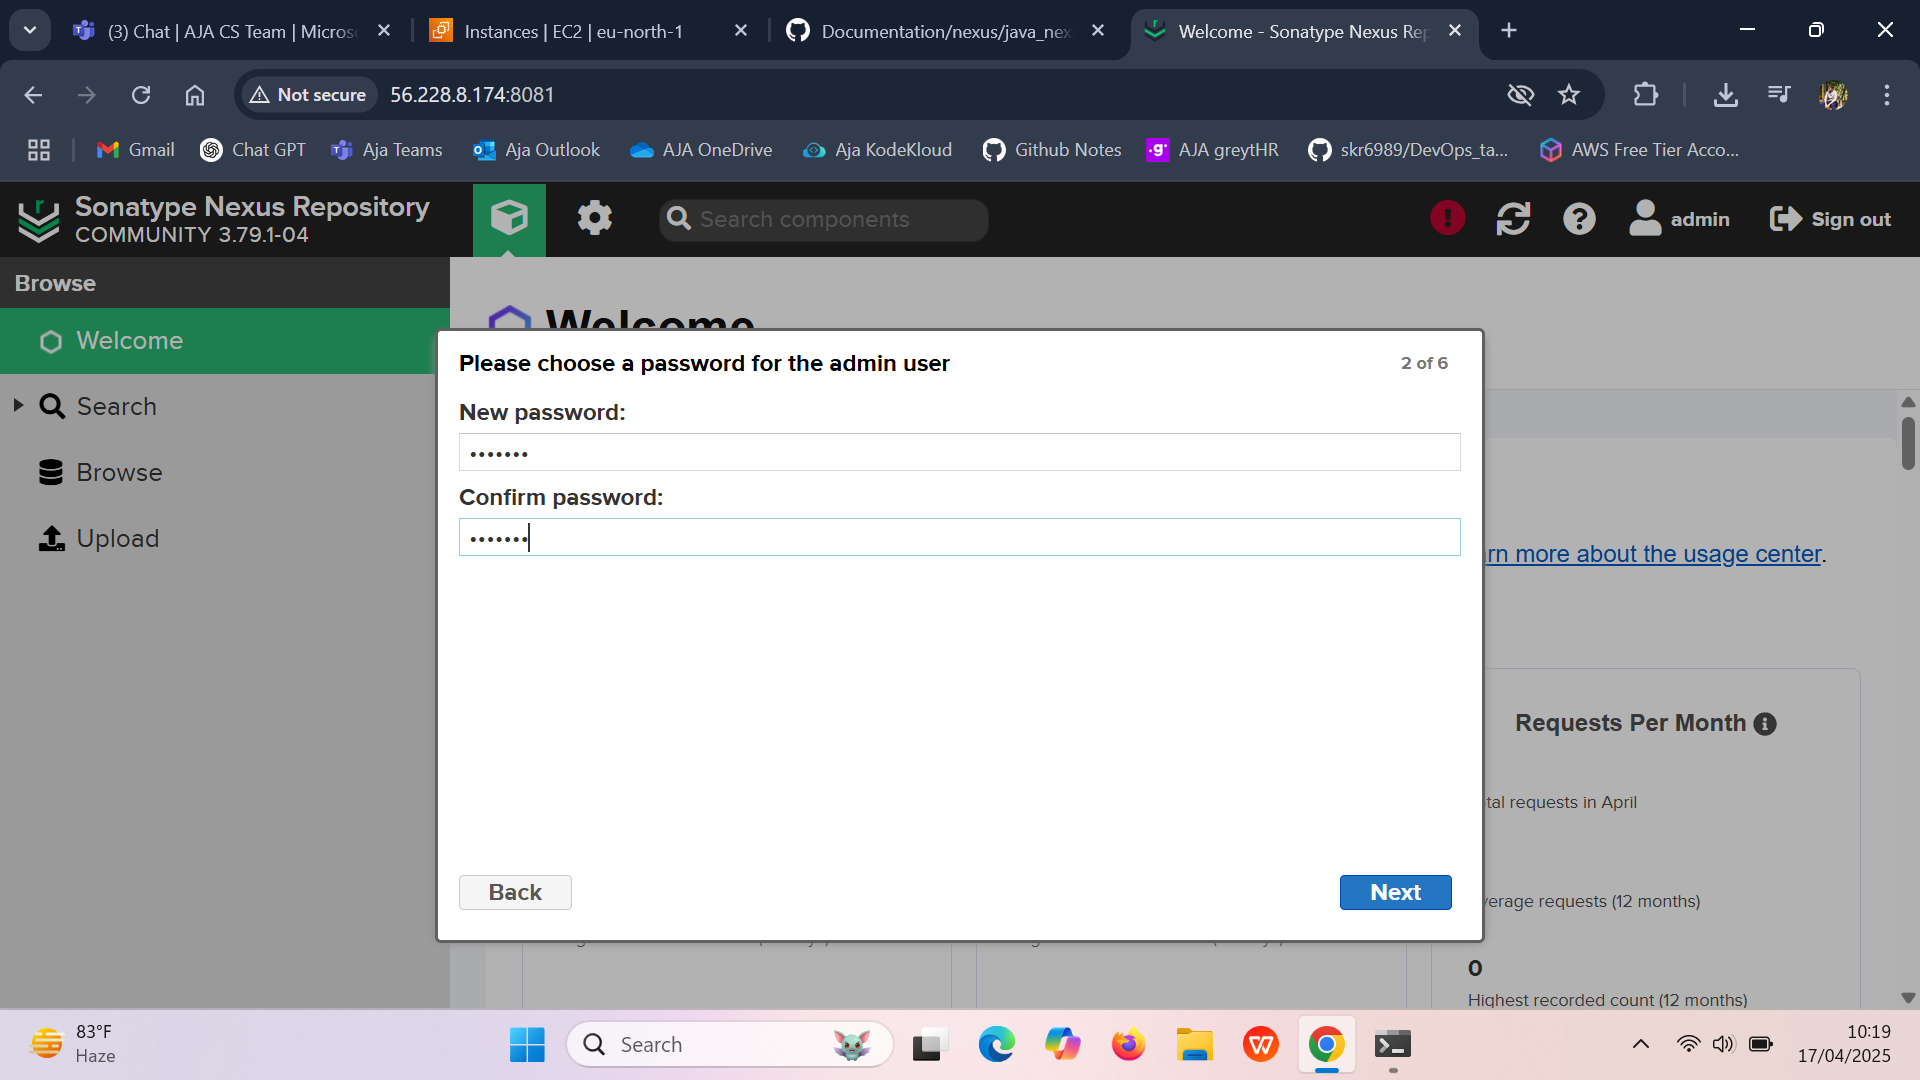 (3) Chat | AJA CS Team | Micros
Instances | EC2 | eu-north-1
Documentation/nexus/java_nex
Welcome - Sonatype Nexus Rep
Not secure
56.228.8.174:8081
Gmail
Chat GPT
Aja Teams
Aja Outlook
AJA OneDrive
Aja KodeKloud
Github Notes
.g
AJA greytHR
skr6989/DevOps_ta...
AWS Free Tier Acco...
Sonatype Nexus Repository
COMMUNITY 3.79.1-04
Search components
admin
Sign out
Browse
Welcome
Search
Browse
Upload
Welcome
Please choose a password for the admin user
2 of 6
New password:
•••••••
Confirm password:
•••••••
Back
Next
rn more about the usage center.
Requests Per Month
tal requests in April
verage requests (12 months)
0
Highest recorded count (12 months)
83°F
Haze
Search
10:19
17/04/2025